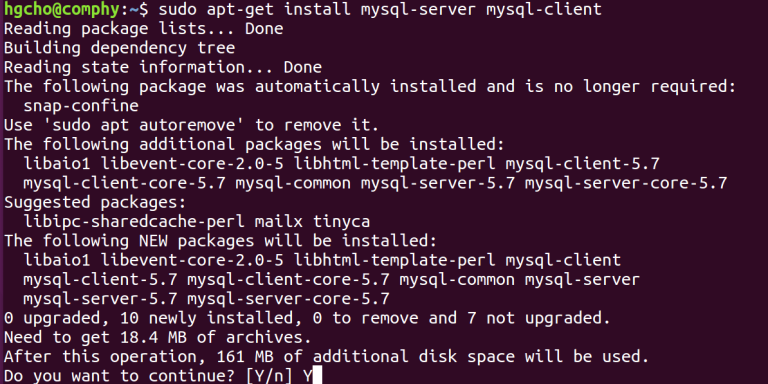 hgcho@comphy:~$ sudo apt-get install mysql-server mysql-client
Reading package lists... Done
Building dependency tree
Reading state information... Done
The following package was automatically installed and is no longer required:
  snap-confine
Use 'sudo apt autoremove' to remove it.
The following additional packages will be installed:
  libaio1 libevent-core-2.0-5 libhtml-template-perl mysql-client-5.7
  mysql-client-core-5.7 mysql-common mysql-server-5.7 mysql-server-core-5.7
Suggested packages:
  libipc-sharedcache-perl mailx tinyca
The following NEW packages will be installed:
  libaio1 libevent-core-2.0-5 libhtml-template-perl mysql-client
  mysql-client-5.7 mysql-client-core-5.7 mysql-common mysql-server
  mysql-server-5.7 mysql-server-core-5.7
0 upgraded, 10 newly installed, 0 to remove and 7 not upgraded.
Need to get 18.4 MB of archives.
After this operation, 161 MB of additional disk space will be used.
Do you want to continue? [Y/n] Y